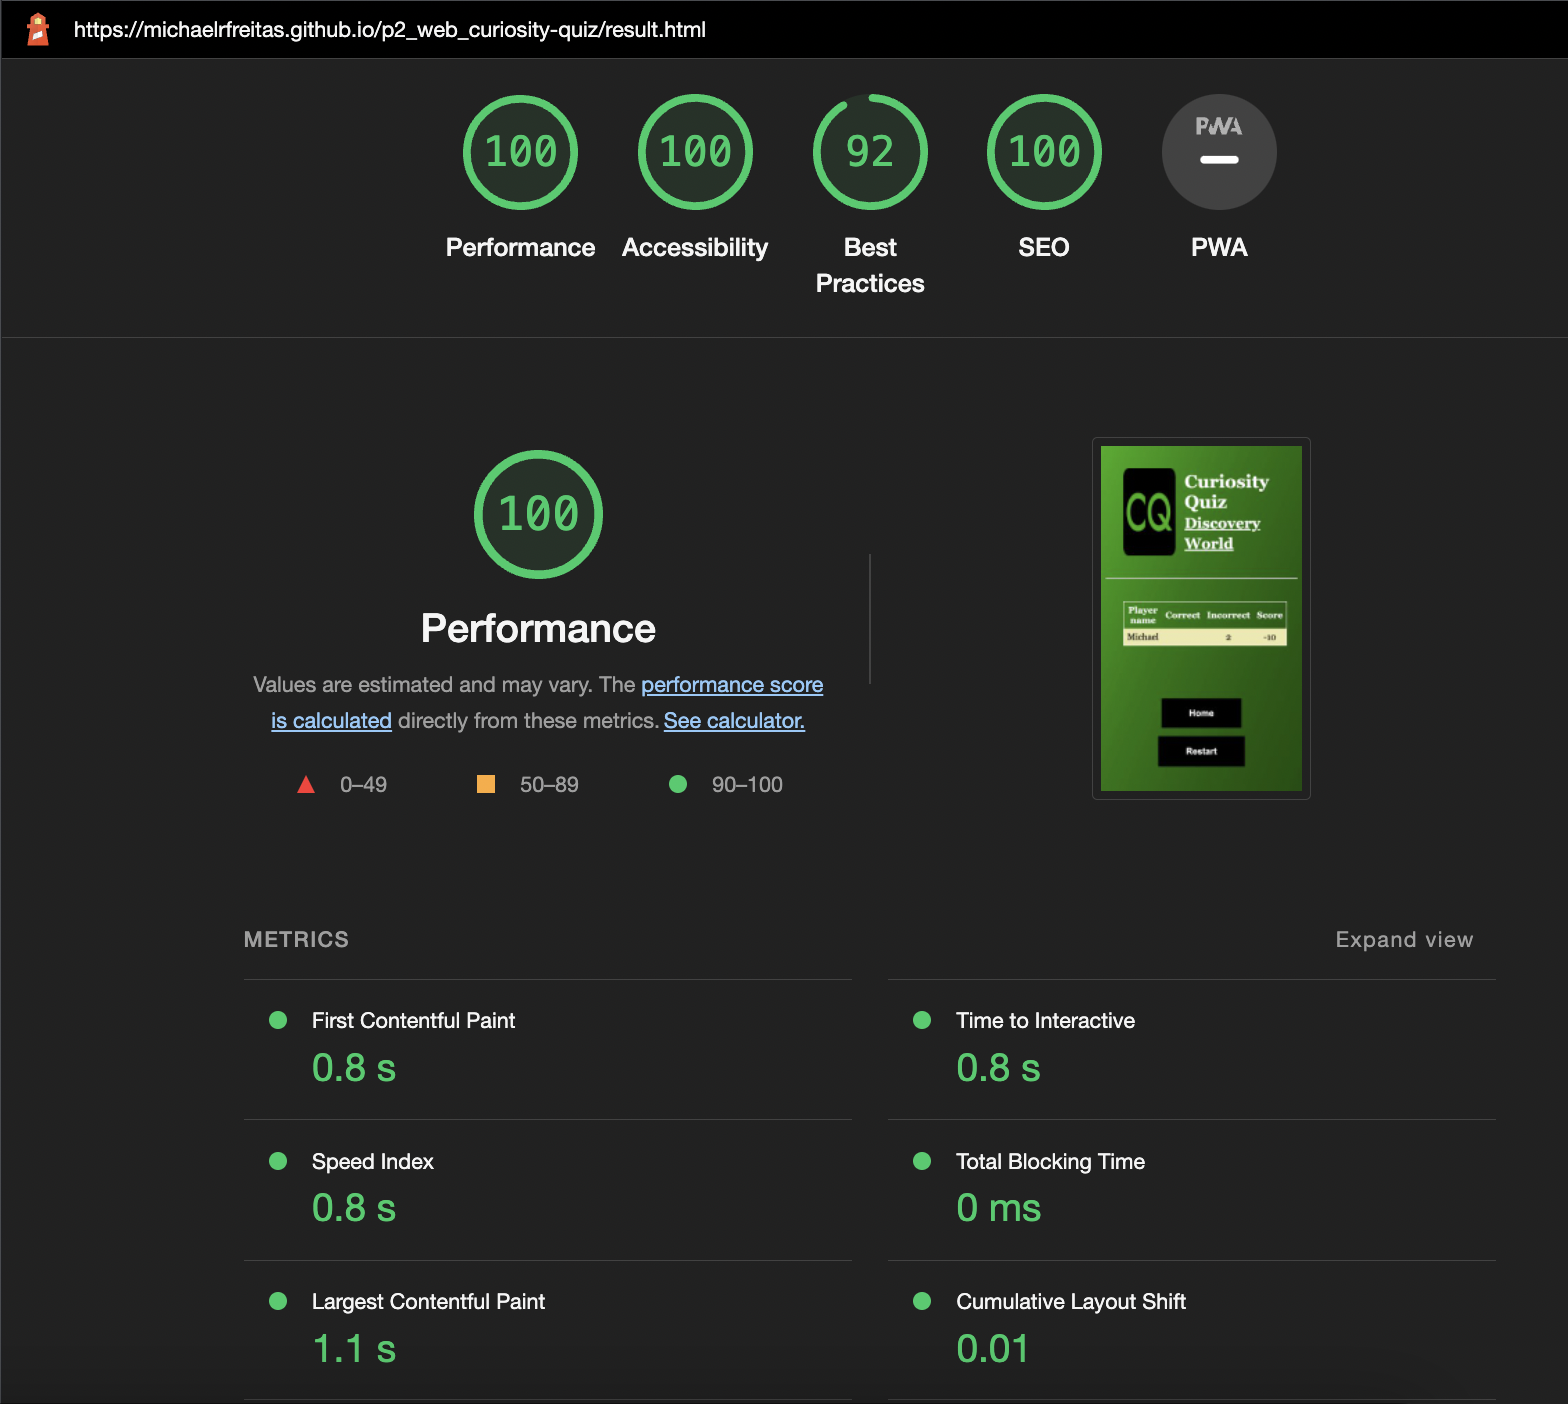 https://michaelrfreitas.github.io/p2_web_curiosity-quiz/result.html
100
100
92
100
PWA
Performance
Accessibility
Best
Practices
SEO
PWA
100
Performance
Values are estimated and may vary. The performance score
is calculated directly from these metrics. See calculator.
0–49
50–89
90–100
CQ
Curiosity
Quiz
Discovery
World
Player
name
Correct
Incorrect
Score
Michael
2
-10
Home
Restart
METRICS
Expand view
First Contentful Paint
0.8 s
Time to Interactive
0.8 s
Speed Index
0.8 s
Total Blocking Time
0 ms
Largest Contentful Paint
1.1 s
Cumulative Layout Shift
0.01